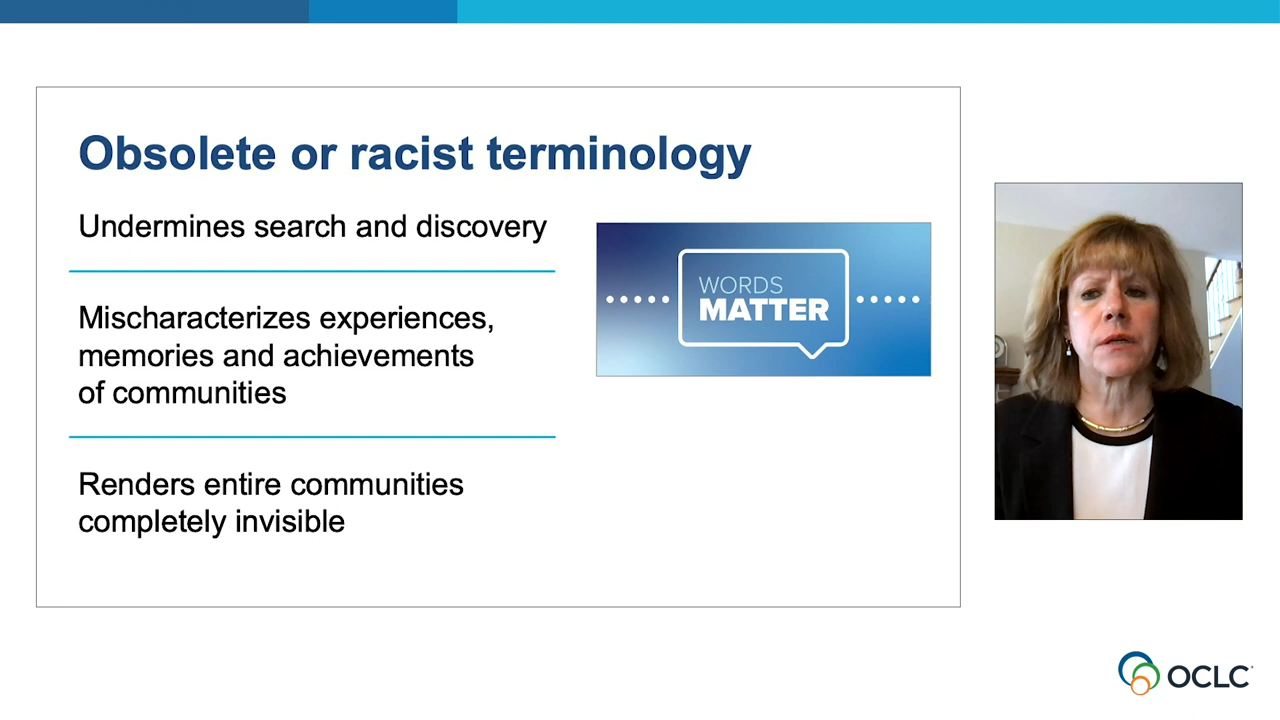 Obsolete or racist terminology
Undermines search and discovery
Mischaracterizes experiences,
memories and achievements
of communities
Renders entire communities
completely invisible
WORDS
MATTER
OCLC